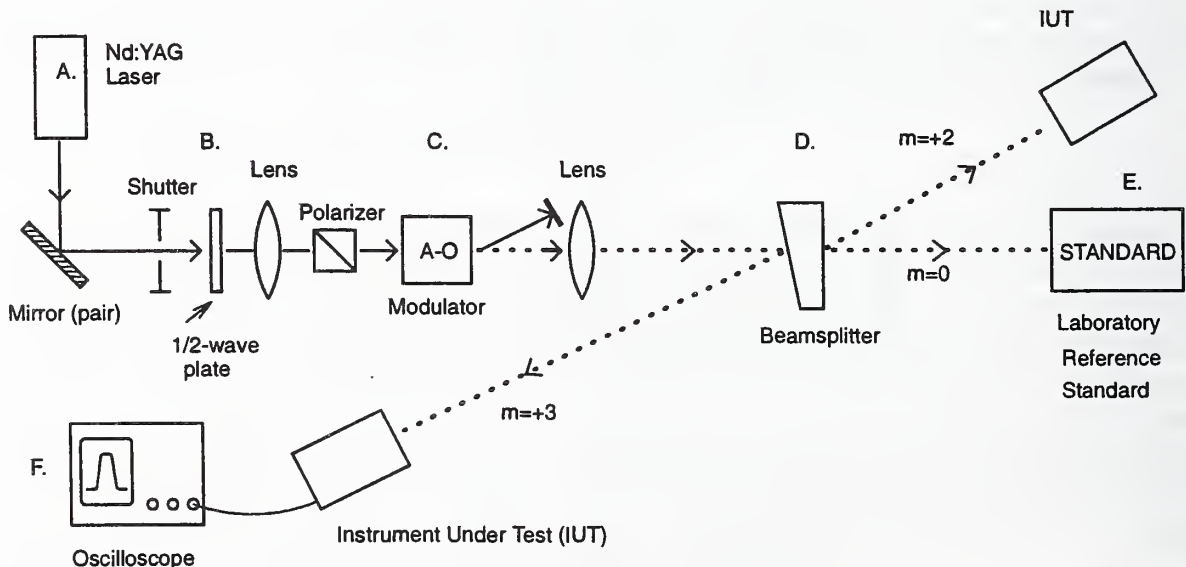 IUT
A.
Nd:YAG
Laser
B.
C.
D.
m=+2
E.
Lens
Lens
Shutter
Polarizer
A-O
STANDARD
m=0
Mirror (pair)
Modulator
Beamsplitter
Laboratory
Reference
Standard
1/2-wave
plate
m=+3
F.
Instrument Under Test (IUT)
Oscilloscope